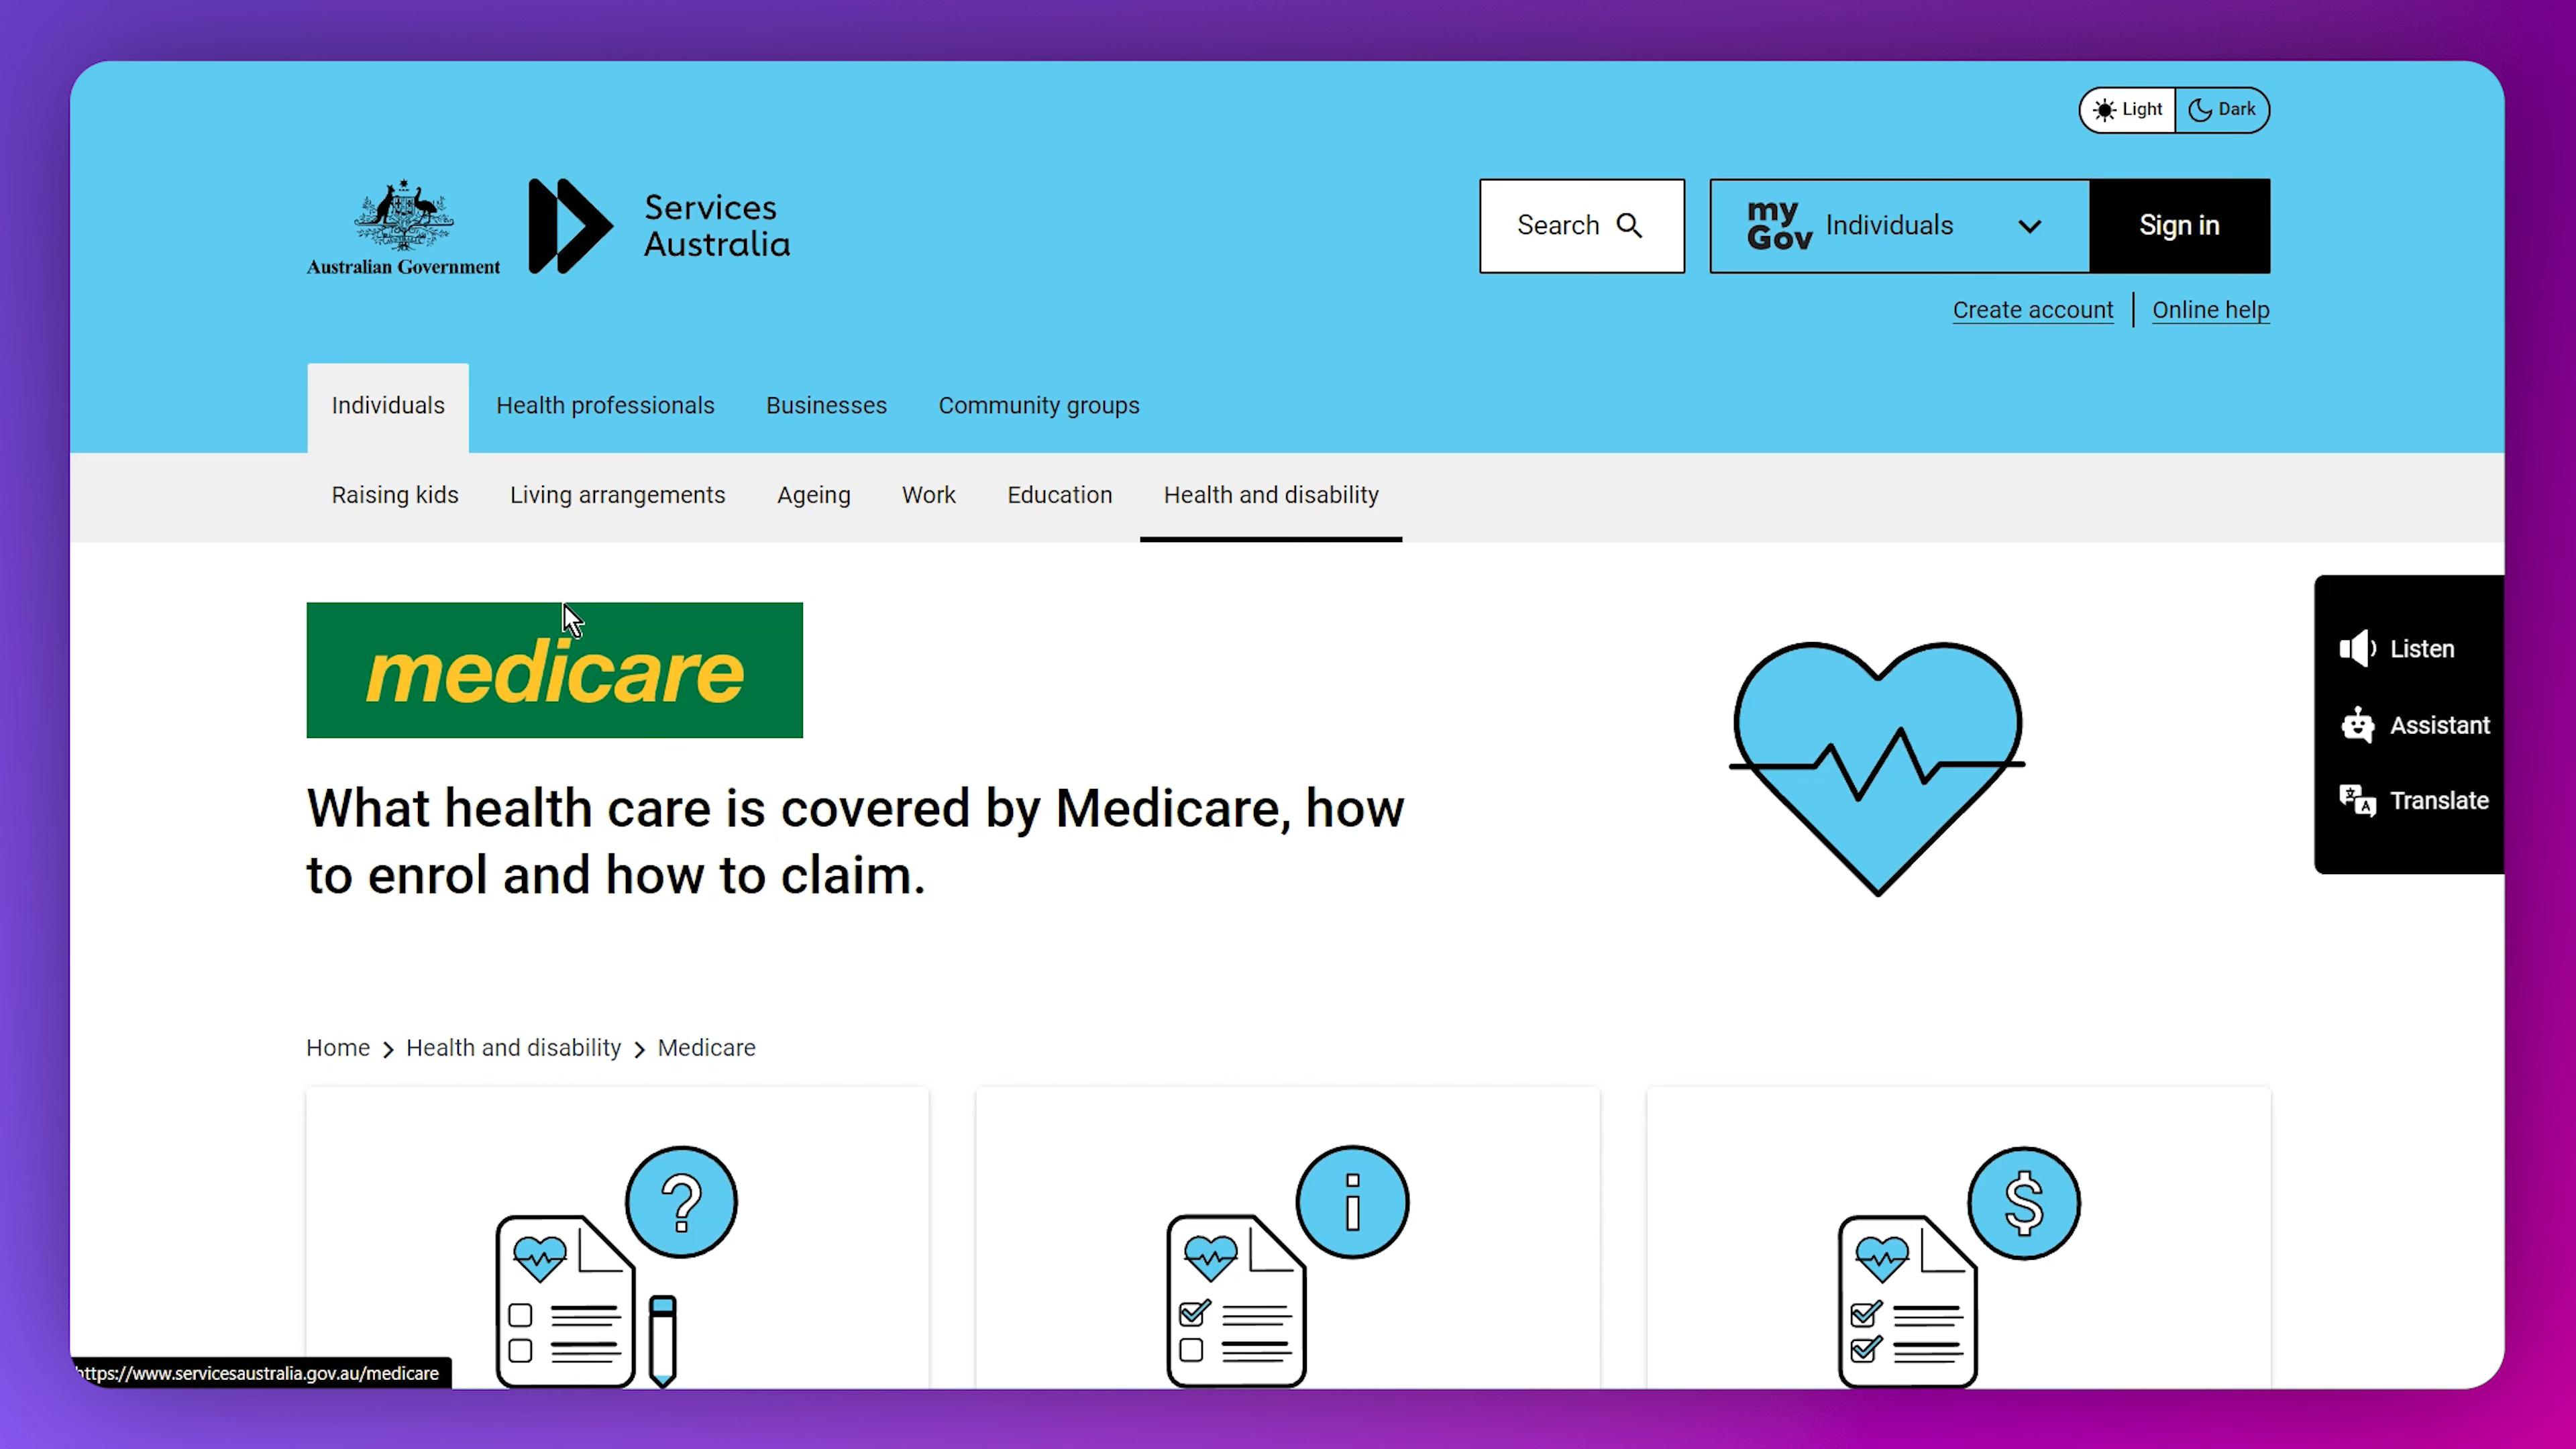 Light
Dark
Australian Government
Services
Australia
Search
my
Gov
Individuals
Sign in
Create account
Online help
Individuals
Health professionals
Businesses
Community groups
Raising kids
Living arrangements
Ageing
Work
Education
Health and disability
medicare
Listen
Assistant
Translate
What health care is covered by Medicare, how
to enrol and how to claim.
Home > Health and disability > Medicare
?
i
$
https://www.servicesaustralia.gov.au/medicare